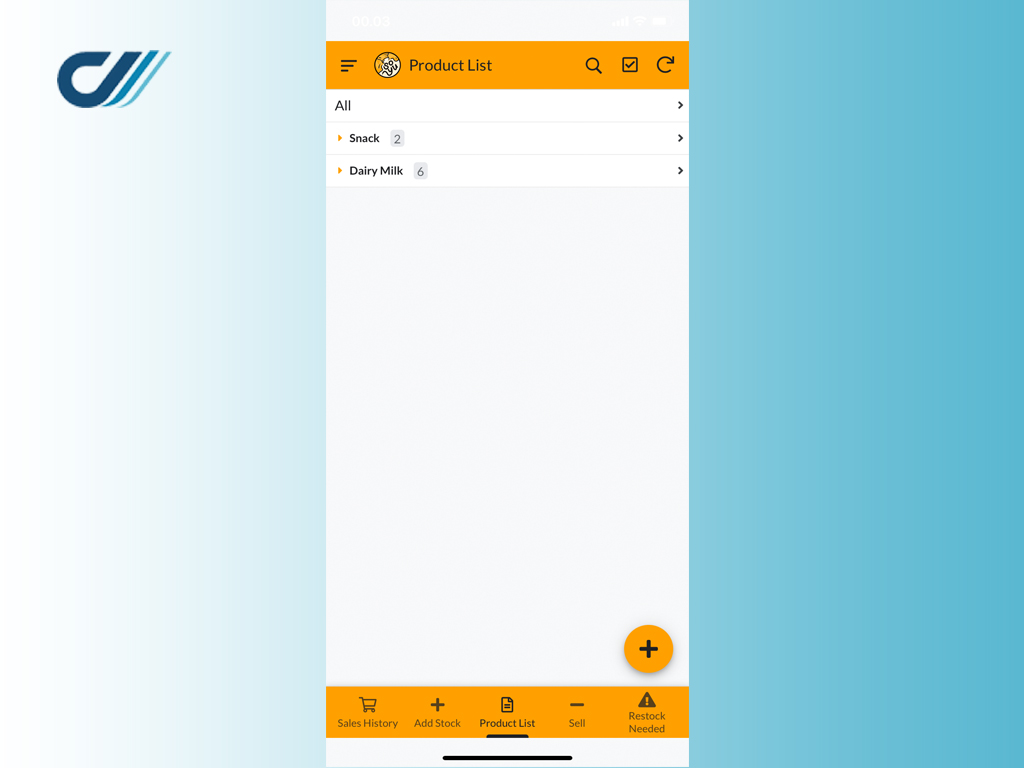 00.03
Product List
All
Snack 2
Dairy Milk 6
Sales History
Add Stock
Product List
Sell
Restock
Needed